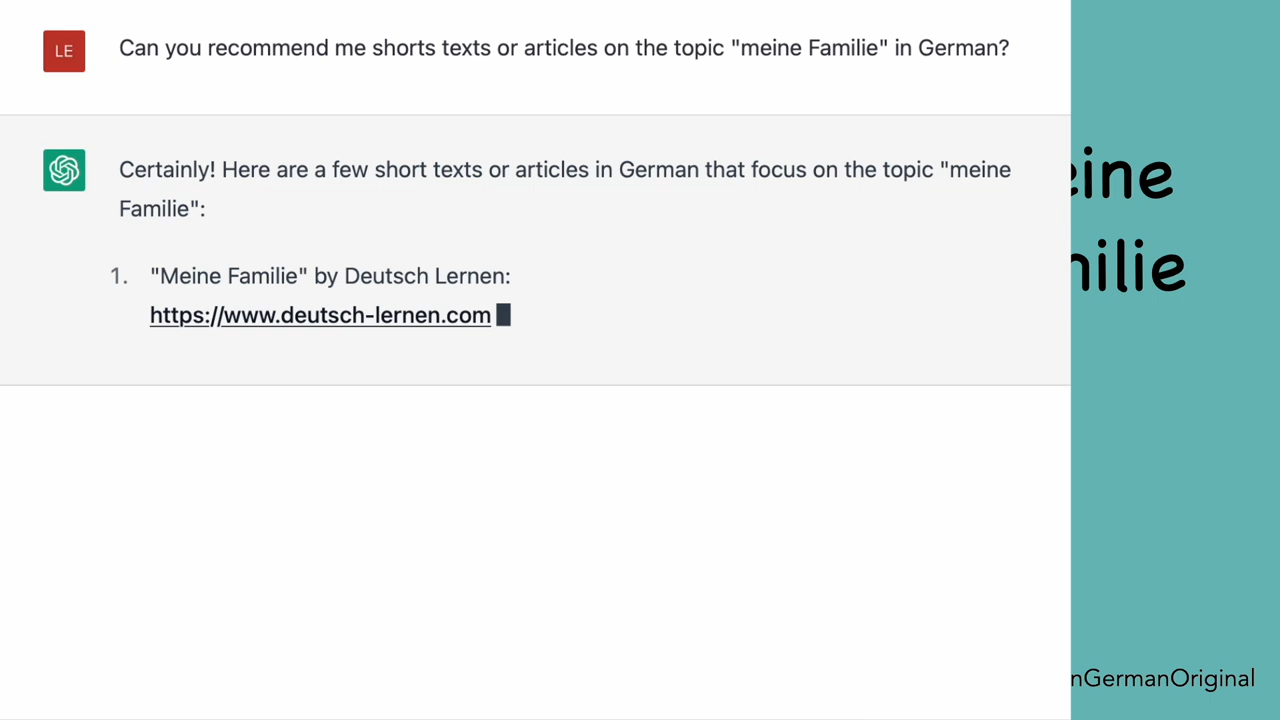 LE
Can you recommend me shorts texts or articles on the topic "meine Familie" in German?
Certainly! Here are a few short texts or articles in German that focus on the topic "meine
Familie":
1. "Meine Familie" by Deutsch Lernen:
https://www.deutsch-lernen.com
eine
nilie
nGermanOriginal